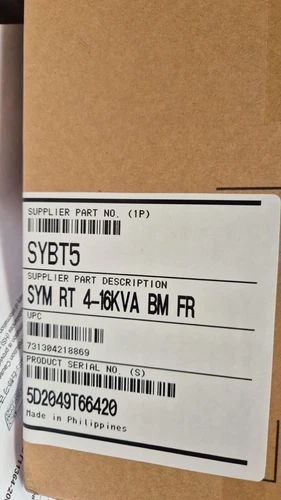 SUPPLIER PART NO. (1P)
SYBT5
SUPPLIER PART DESCRIPTION
SYM RT 4-16KVA BM FR
UPC
731304218869
PRODUCT SERIAL NO. (S)
5D2049T66420
Made in Philippines